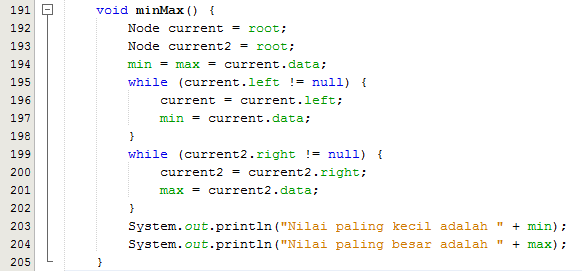 191 void minMax() {
192 Node current = root;
193 Node current2 = root;
194 min = max = current.data;
195 while (current.left != null) {
196 current = current.left;
197 min = current.data;
198 }
199 while (current2.right != null) {
200 current2 = current2.right;
201 max = current2.data;
202 }
203 System.out.println("Nilai paling kecil adalah " + min);
204 System.out.println("Nilai paling besar adalah " + max);
205 }